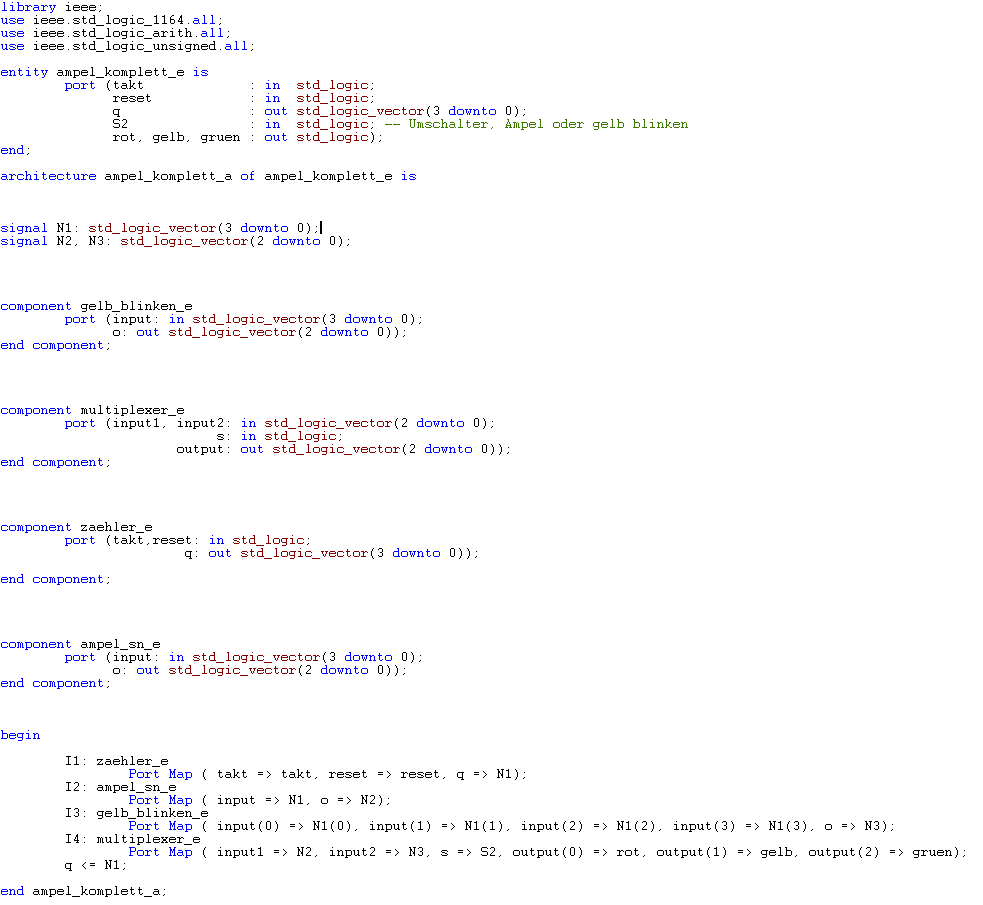 library ieee;
use ieee.std_logic_1164.all;
use ieee.std_logic_arith.all;
use ieee.std_logic_unsigned.all;
entity ampel_komplett_e is
port (takt : in std_logic;
reset : in std_logic;
q : out std_logic_vector(3 downto 0);
S2 : in std_logic; -- Umschalter, Ampel oder gelb blinken
rot, gelb, gruen : out std_logic);
end;
architecture ampel_komplett_a of ampel_komplett_e is
signal N1: std_logic_vector(3 downto 0);
signal N2, N3: std_logic_vector(2 downto 0);
component gelb_blinken_e
port (input: in std_logic_vector(3 downto 0);
o: out std_logic_vector(2 downto 0));
end component;
component multiplexer_e
port (input1, input2: in std_logic_vector(2 downto 0);
s: in std_logic;
output: out std_logic_vector(2 downto 0));
end component;
component zaehler_e
port (takt,reset: in std_logic;
q: out std_logic_vector(3 downto 0));
end component;
component ampel_sn_e
port (input: in std_logic_vector(3 downto 0);
o: out std_logic_vector(2 downto 0));
end component;
begin
I1: zaehler_e
Port Map ( takt => takt, reset => reset, q => N1);
I2: ampel_sn_e
Port Map ( input => N1, o => N2);
I3: gelb_blinken_e
Port Map ( input(0) => N1(0), input(1) => N1(1), input(2) => N1(2), input(3) => N1(3), o => N3);
I4: multiplexer_e
Port Map ( input1 => N2, input2 => N3, s => S2, output(0) => rot, output(1) => gelb, output(2) => gruen);
q <= N1;
end ampel_komplett_a;